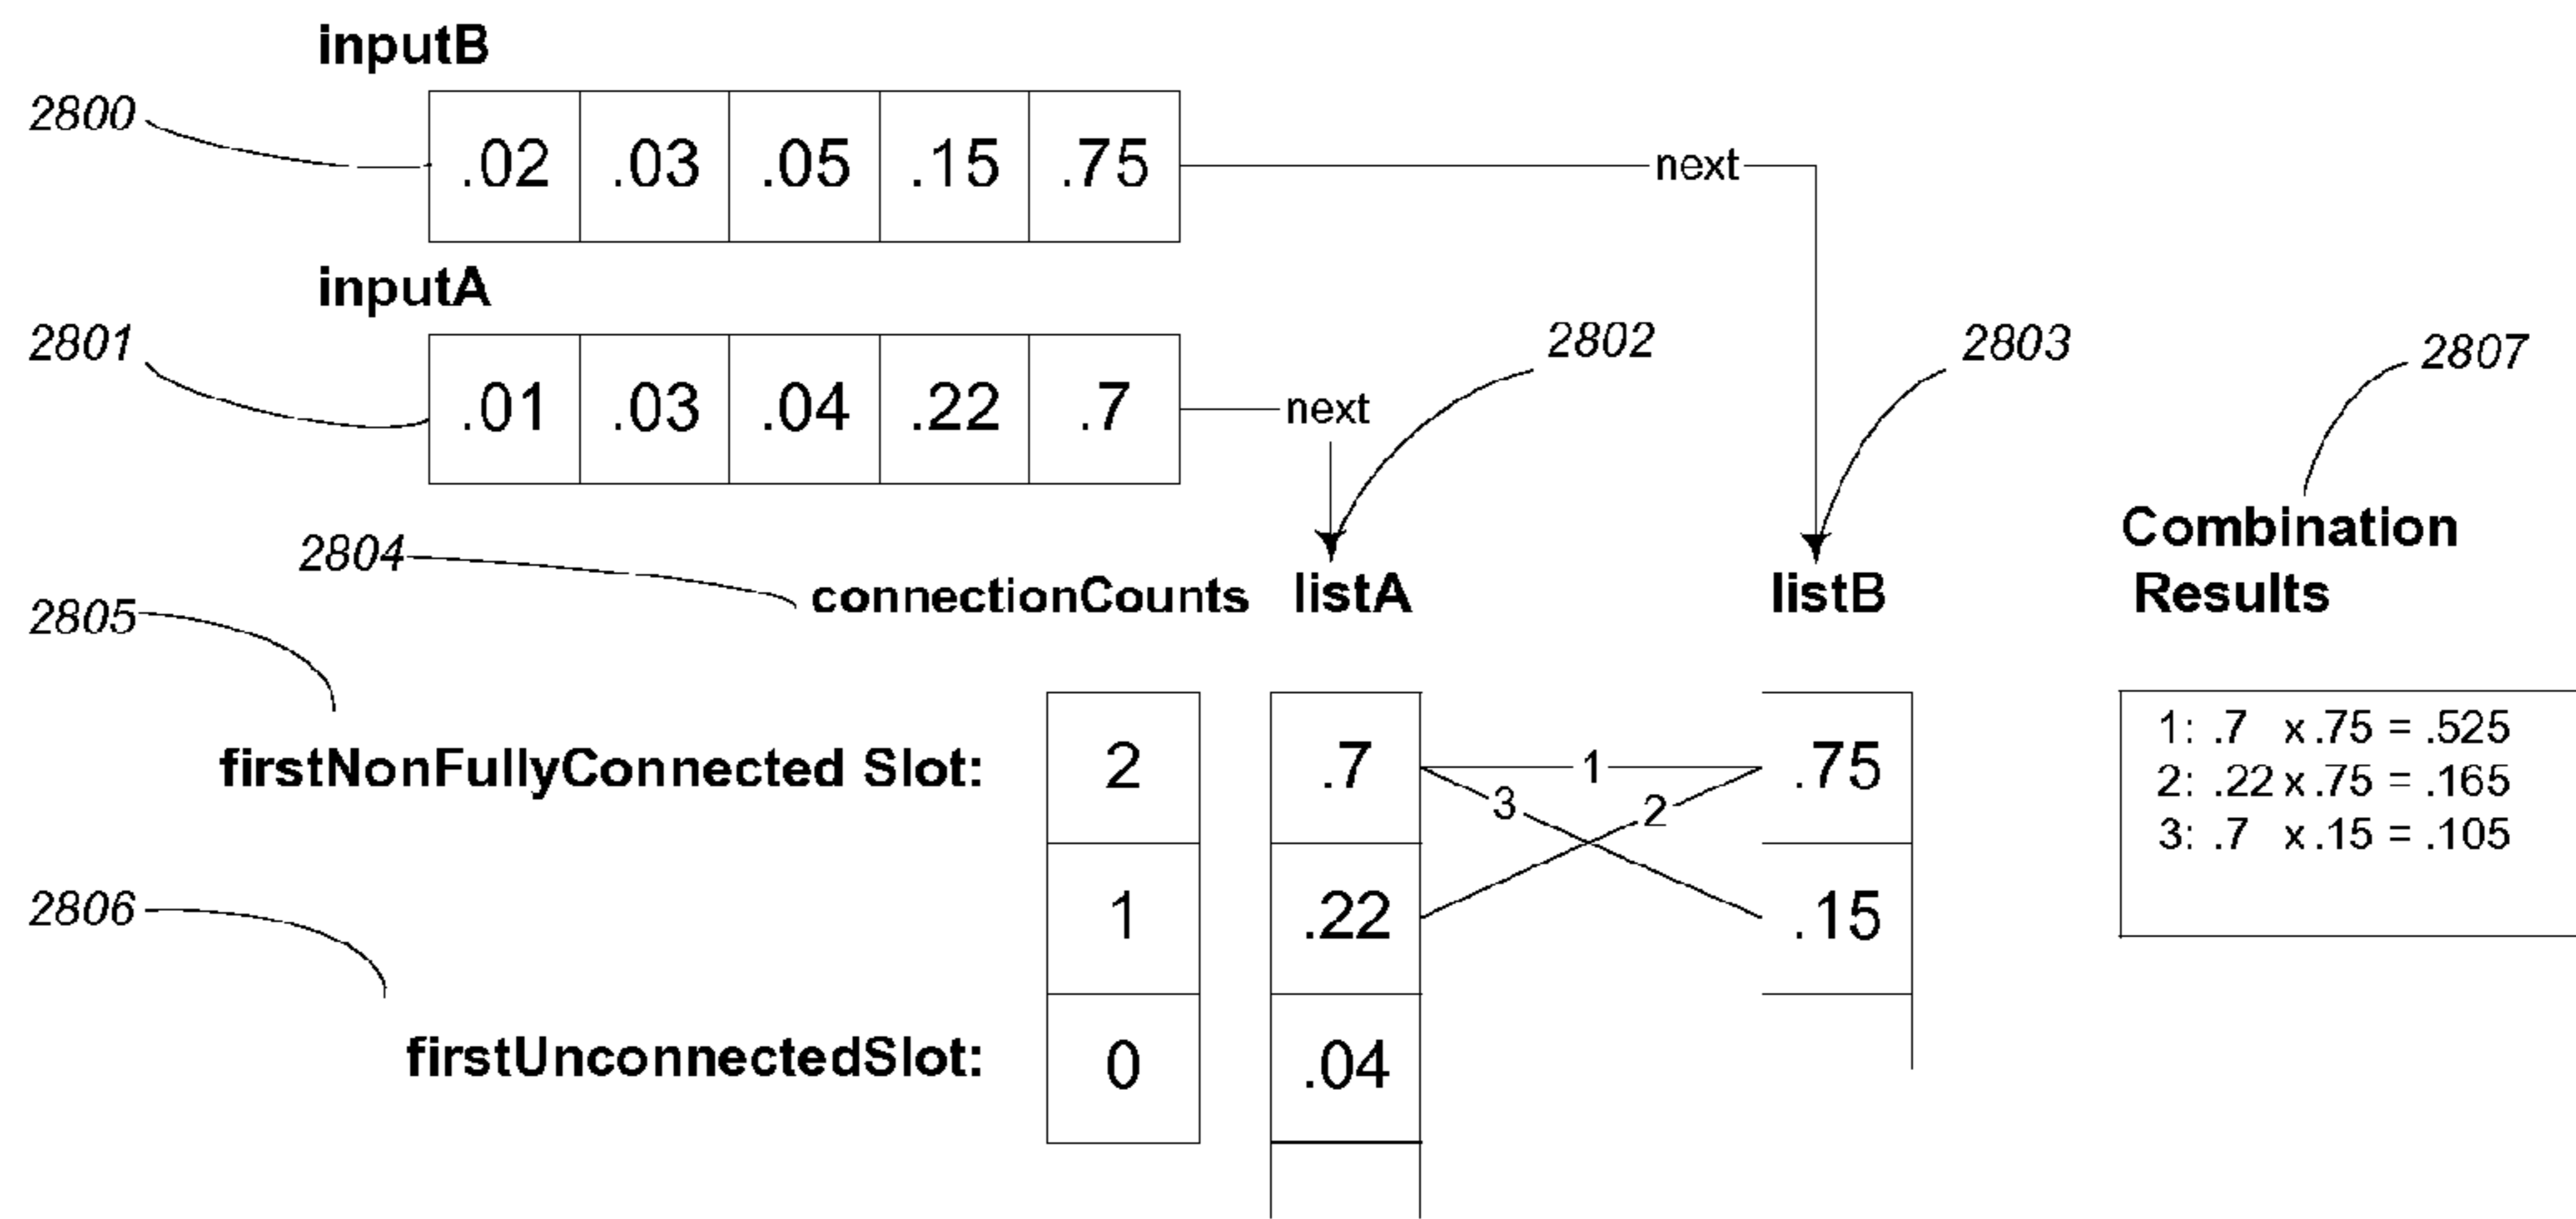 inputB
2800
.02 .03 .05 .15 .75 next
inputA
2801
.01 .03 .04 .22 .7 next
2802
2803
2807
2804
connectionCounts listA listB
Combination
Results
2805
firstNonFullyConnected Slot: 2 .7 1 .75
3 2
1: .7 x .75 = .525
2: .22 x .75 = .165
3: .7 x .15 = .105
1 .22 .15
2806
firstUnconnectedSlot: 0 .04